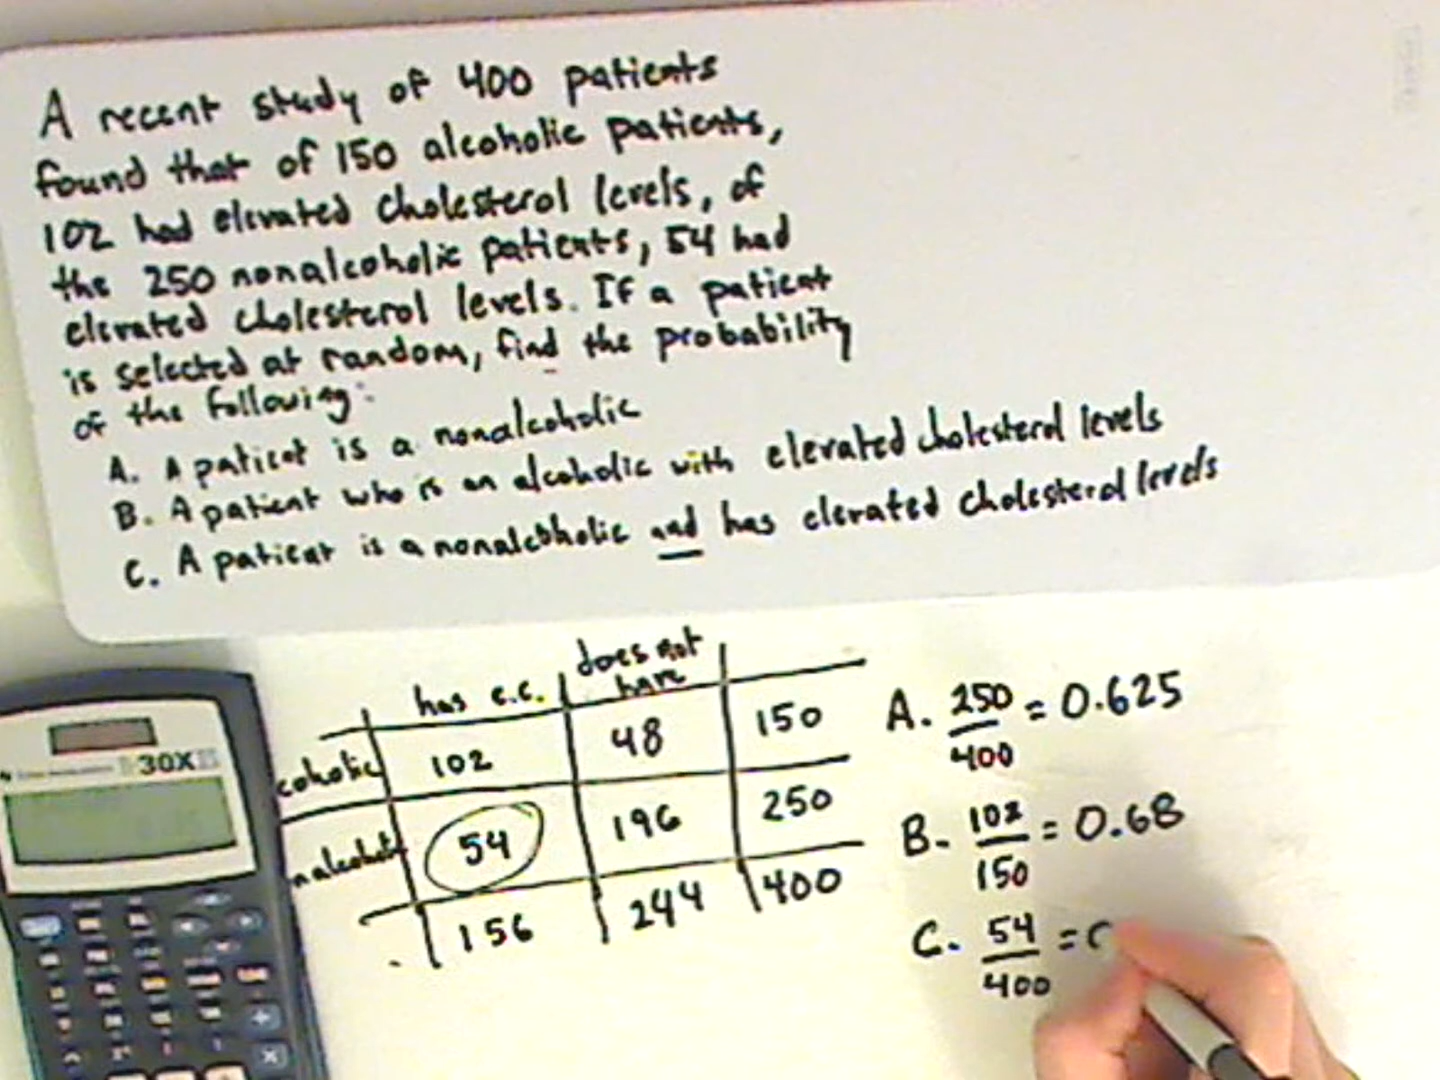 A recent study of 400 patients
found that of 150 alcoholic patients,
102 had elevated cholesterol levels, of
the 250 nonalcoholic patients, 54 had
elevated cholesterol levels. If a patient
is selected at random, find the probability
of the following:
A. A patient is a nonalcoholic
B. A patient who is an alcoholic with elevated cholesterol levels
C. A patient is a nonalcoholic and has elevated cholesterol levels
has e.c. does not have
coholic 102 48 150
nalcoholic 54 196 250
156 244 400
A. 250/400 = 0.625
B. 102/150 = 0.68
C. 54/400 = 0
30X